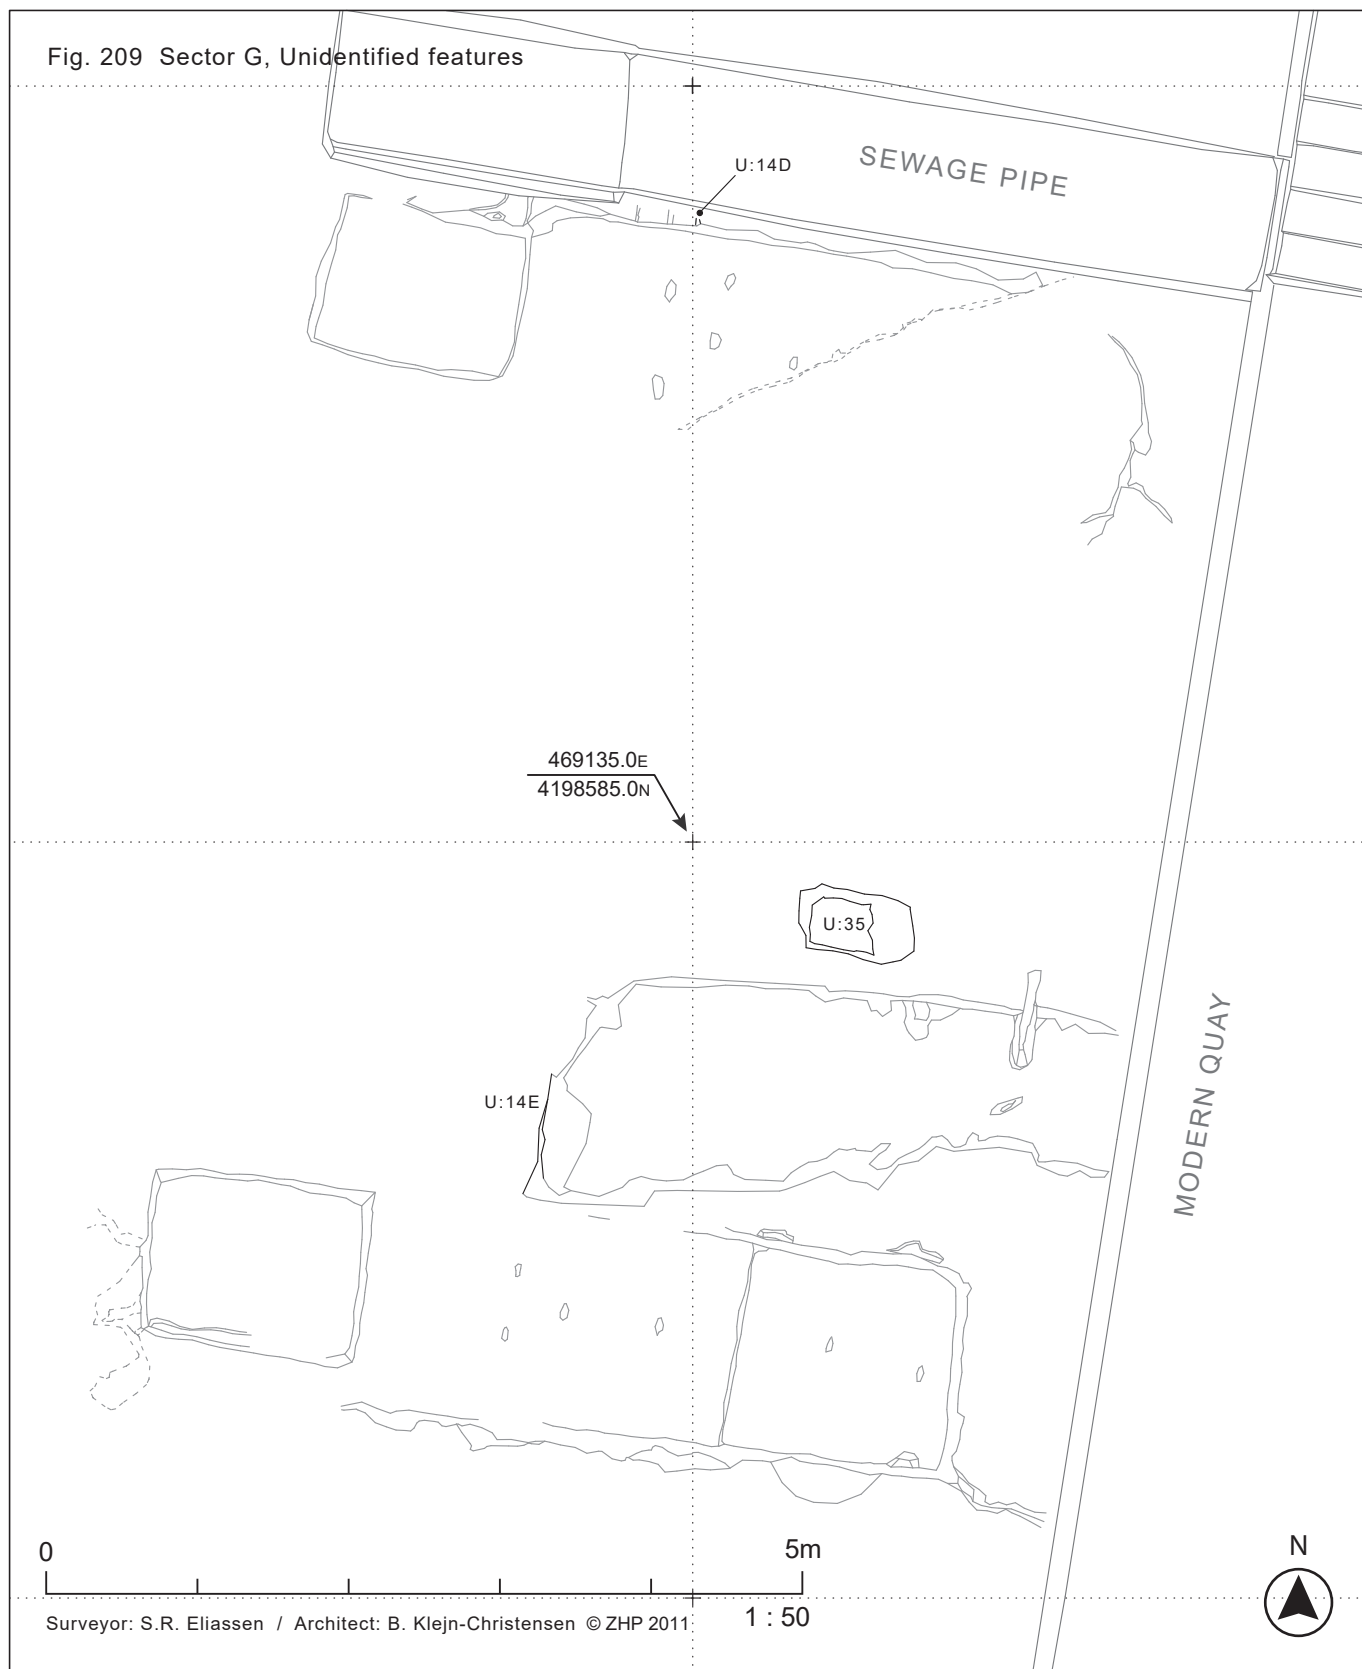 Fig. 209 Sector G, Unidentified features
SEWAGE PIPE
U:14D
469135.0E
4198585.0N
U:35
U:14E
MODERN QUAY
0
5m
N
1 : 50
Surveyor: S.R. Eliassen / Architect: B. Klejn-Christensen © ZHP 2011